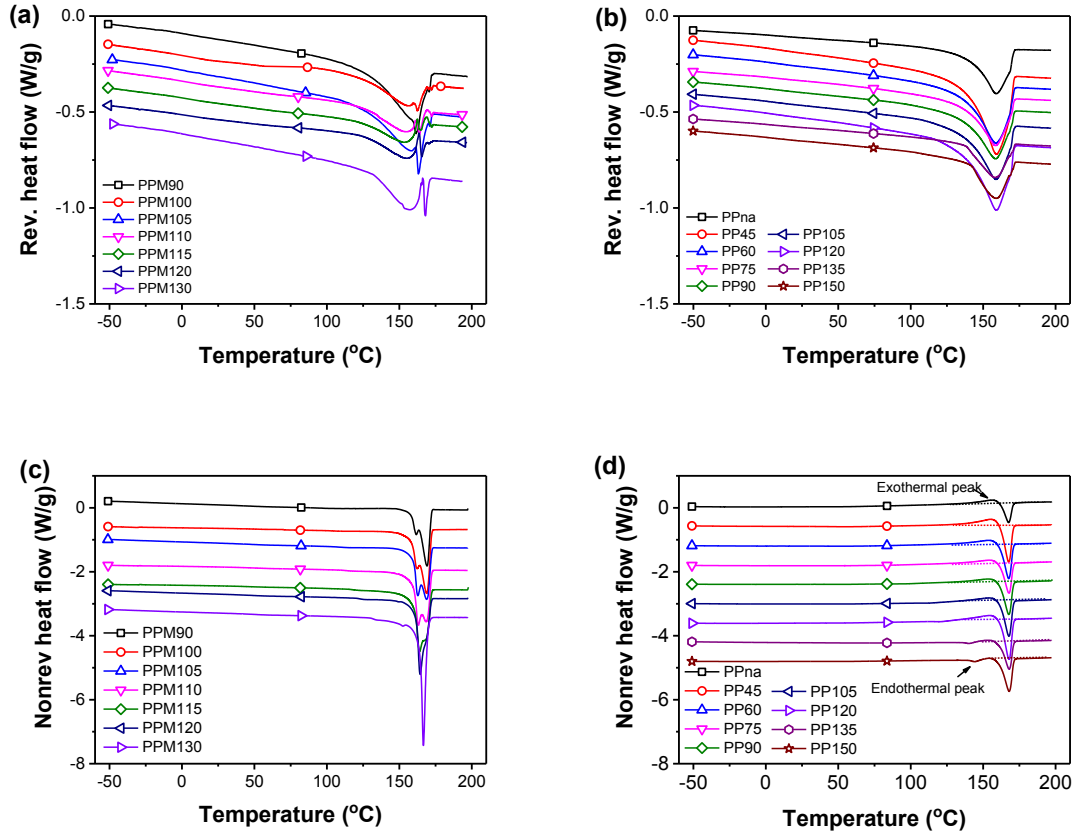 (a)
0.0
-0.5
-1.0
-1.5
Rev. heat flow (W/g)
PPM90
PPM100
PPM105
PPM110
PPM115
PPM120
PPM130
-50 0 50 100 150 200
Temperature (°C)
(b)
0.0
-0.5
-1.0
-1.5
Rev. heat flow (W/g)
PPna
PP45 PP105
PP60 PP120
PP75 PP135
PP90 PP150
-50 0 50 100 150 200
Temperature (°C)
(c)
0
-2
-4
-6
-8
Nonrev heat flow (W/g)
PPM90
PPM100
PPM105
PPM110
PPM115
PPM120
PPM130
-50 0 50 100 150 200
Temperature (°C)
(d)
0
-2
-4
-6
-8
Nonrev heat flow (W/g)
Exothermal peak
Endothermal peak
PPna
PP45 PP105
PP60 PP120
PP75 PP135
PP90 PP150
-50 0 50 100 150 200
Temperature (°C)